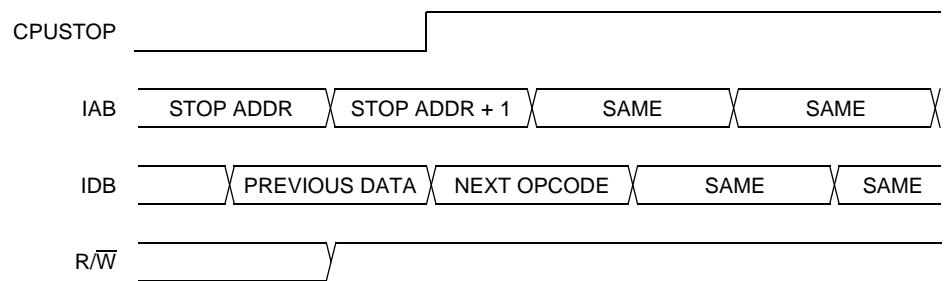 CPUSTOP
IAB STOP ADDR STOP ADDR + 1 SAME SAME
IDB PREVIOUS DATA NEXT OPCODE SAME SAME
R/W̅